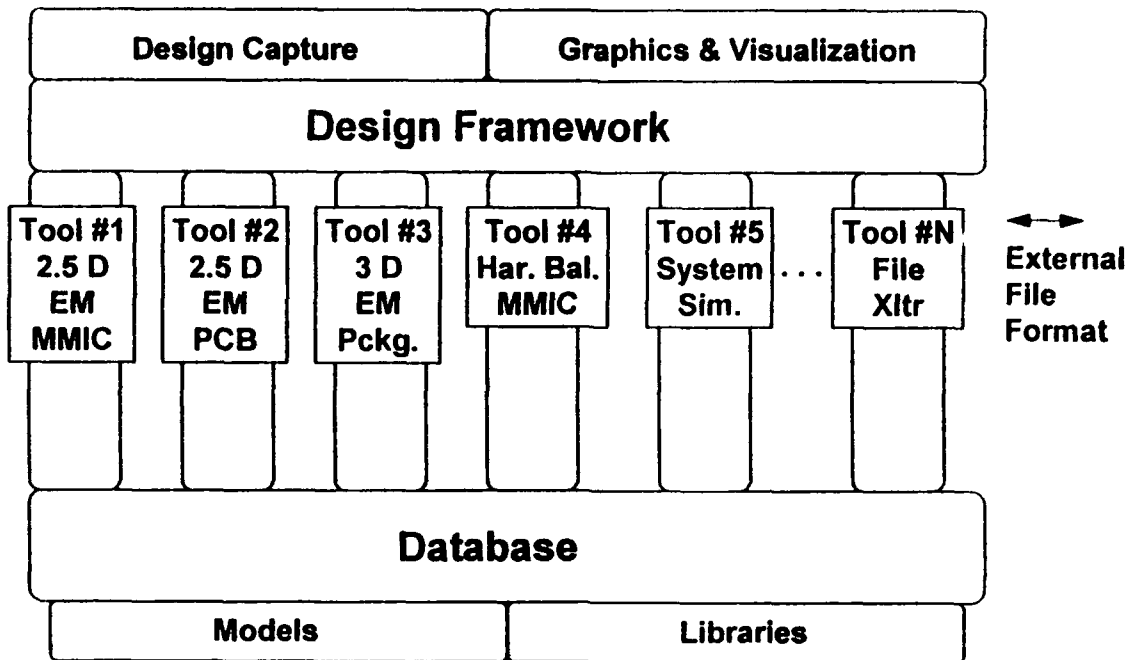 Design Capture
Graphics & Visualization
Design Framework
Tool #1
2.5 D
EM
MMIC
Tool #2
2.5 D
EM
PCB
Tool #3
3 D
EM
Pckg.
Tool #4
Har. Bal.
MMIC
Tool #5
System
Sim.
. . .
Tool #N
File
Xltr
External
File
Format
Database
Models
Libraries